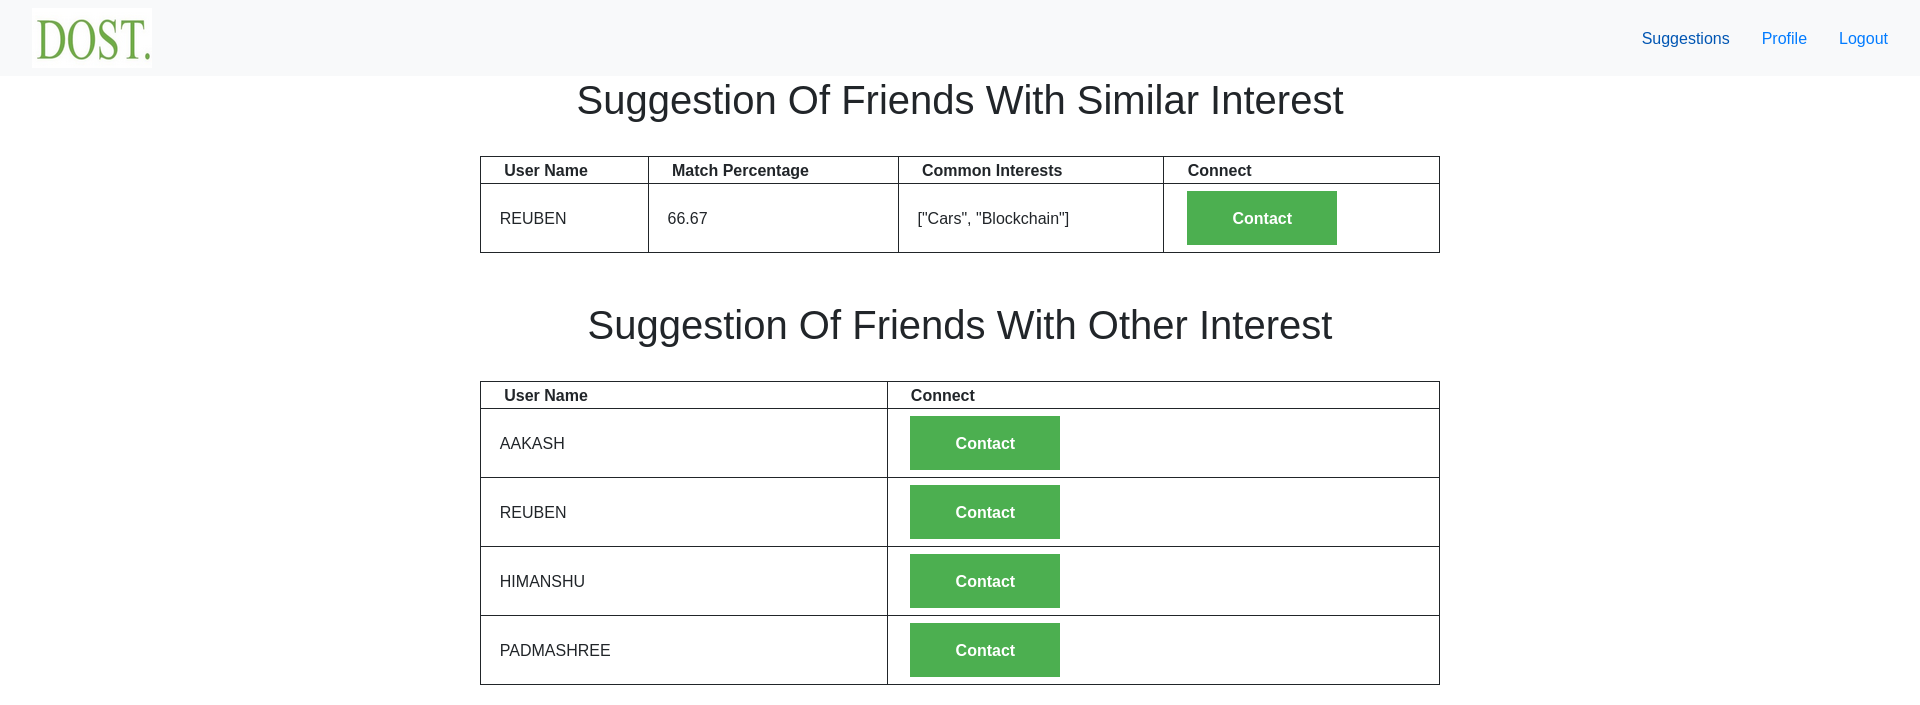 DOST.
Suggestions Profile Logout
Suggestion Of Friends With Similar Interest
User Name Match Percentage Common Interests Connect
REUBEN 66.67 ["Cars", "Blockchain"] Contact
Suggestion Of Friends With Other Interest
User Name Connect
AAKASH Contact
REUBEN Contact
HIMANSHU Contact
PADMASHREE Contact